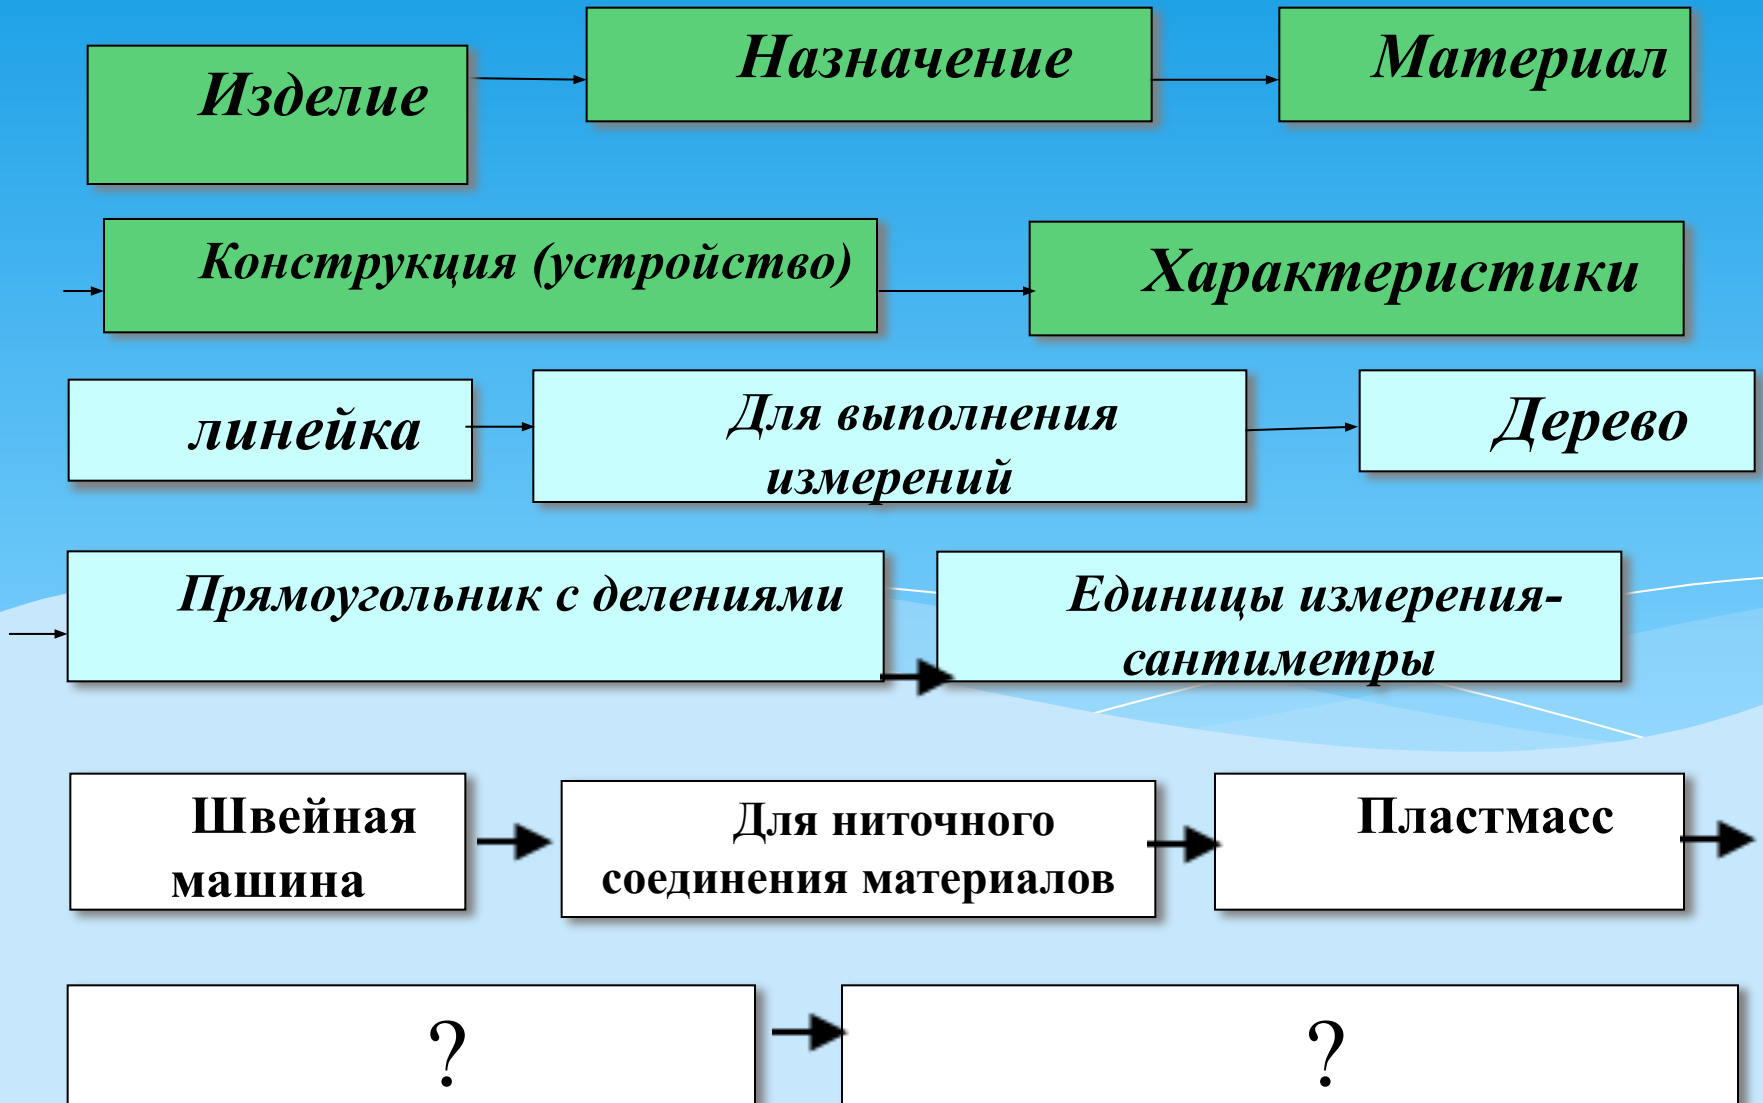 Изделие
Назначение
Материал
Конструкция (устройство)
Характеристики
линейка
Для выполнения
измерений
Дерево
Прямоугольник с делениями
Единицы измерения-
сантиметры
Швейная
машина
Для ниточного
соединения материалов
Пластмасс
?
?